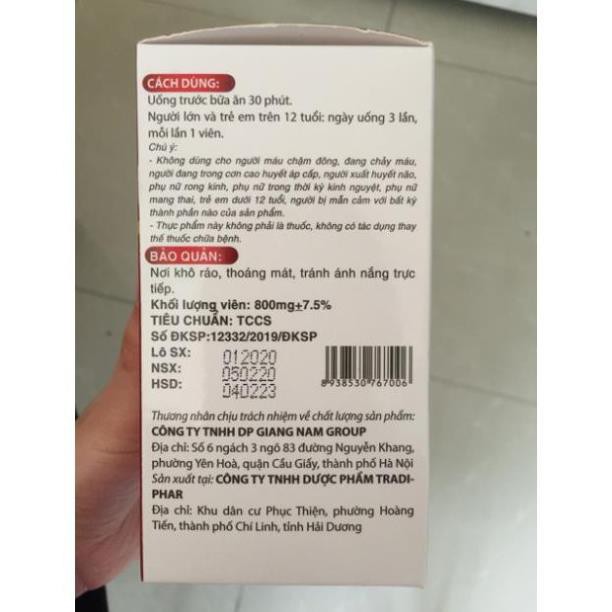 CÁCH DÙNG:
Uống trước bữa ăn 30 phút.
Người lớn và trẻ em trên 12 tuổi: ngày uống 3 lần,
mỗi lần 1 viên.
Chú ý:
- Không dùng cho người máu chậm đông, đang chảy máu,
người đang trong cơn cao huyết áp cấp, người xuất huyết não,
phụ nữ rong kinh, phụ nữ trong thời kỳ kinh nguyệt, phụ nữ
mang thai, trẻ em dưới 12 tuổi, người bị mẫn cảm với bất kỳ
thành phần nào của sản phẩm.
- Thực phẩm này không phải là thuốc, không có tác dụng thay
thế thuốc chữa bệnh.
BẢO QUẢN:
Nơi khô ráo, thoáng mát, tránh ánh nắng trực
tiếp.
Khối lượng viên: 800mg±7.5%
TIÊU CHUẨN: TCCS
Số ĐKSP:12332/2019/ĐKSP
Lô SX: 012020
NSX: 050220
HSD: 040223
8938530767006
Thương nhân chịu trách nhiệm về chất lượng sản phẩm:
CÔNG TY TNHH DP GIANG NAM GROUP
Địa chỉ: Số 6 ngách 3 ngõ 83 đường Nguyễn Khang,
phường Yên Hoà, quận Cầu Giấy, thành phố Hà Nội
Sản xuất tại: CÔNG TY TNHH DƯỢC PHẨM TRADI-
PHAR
Địa chỉ: Khu dân cư Phục Thiện, phường Hoàng
Tiến, thành phố Chí Linh, tỉnh Hải Dương